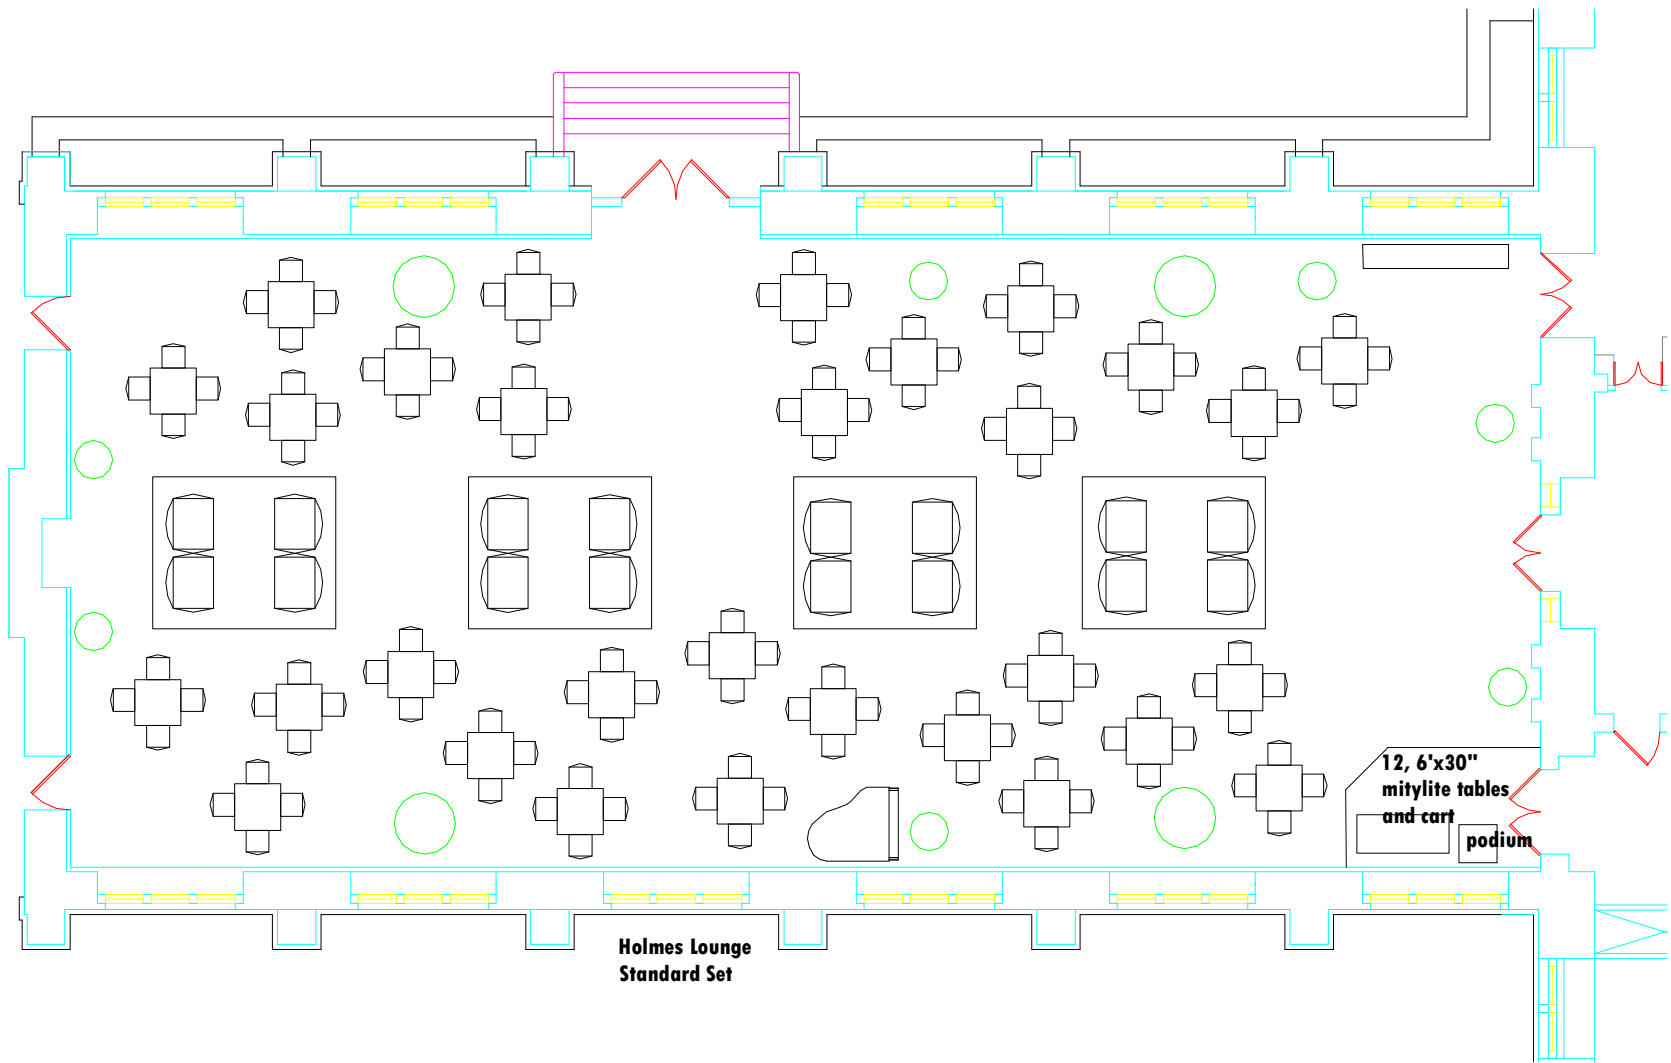 12, 6'x30"
mitylite tables
and cart
podium
Holmes Lounge
Standard Set